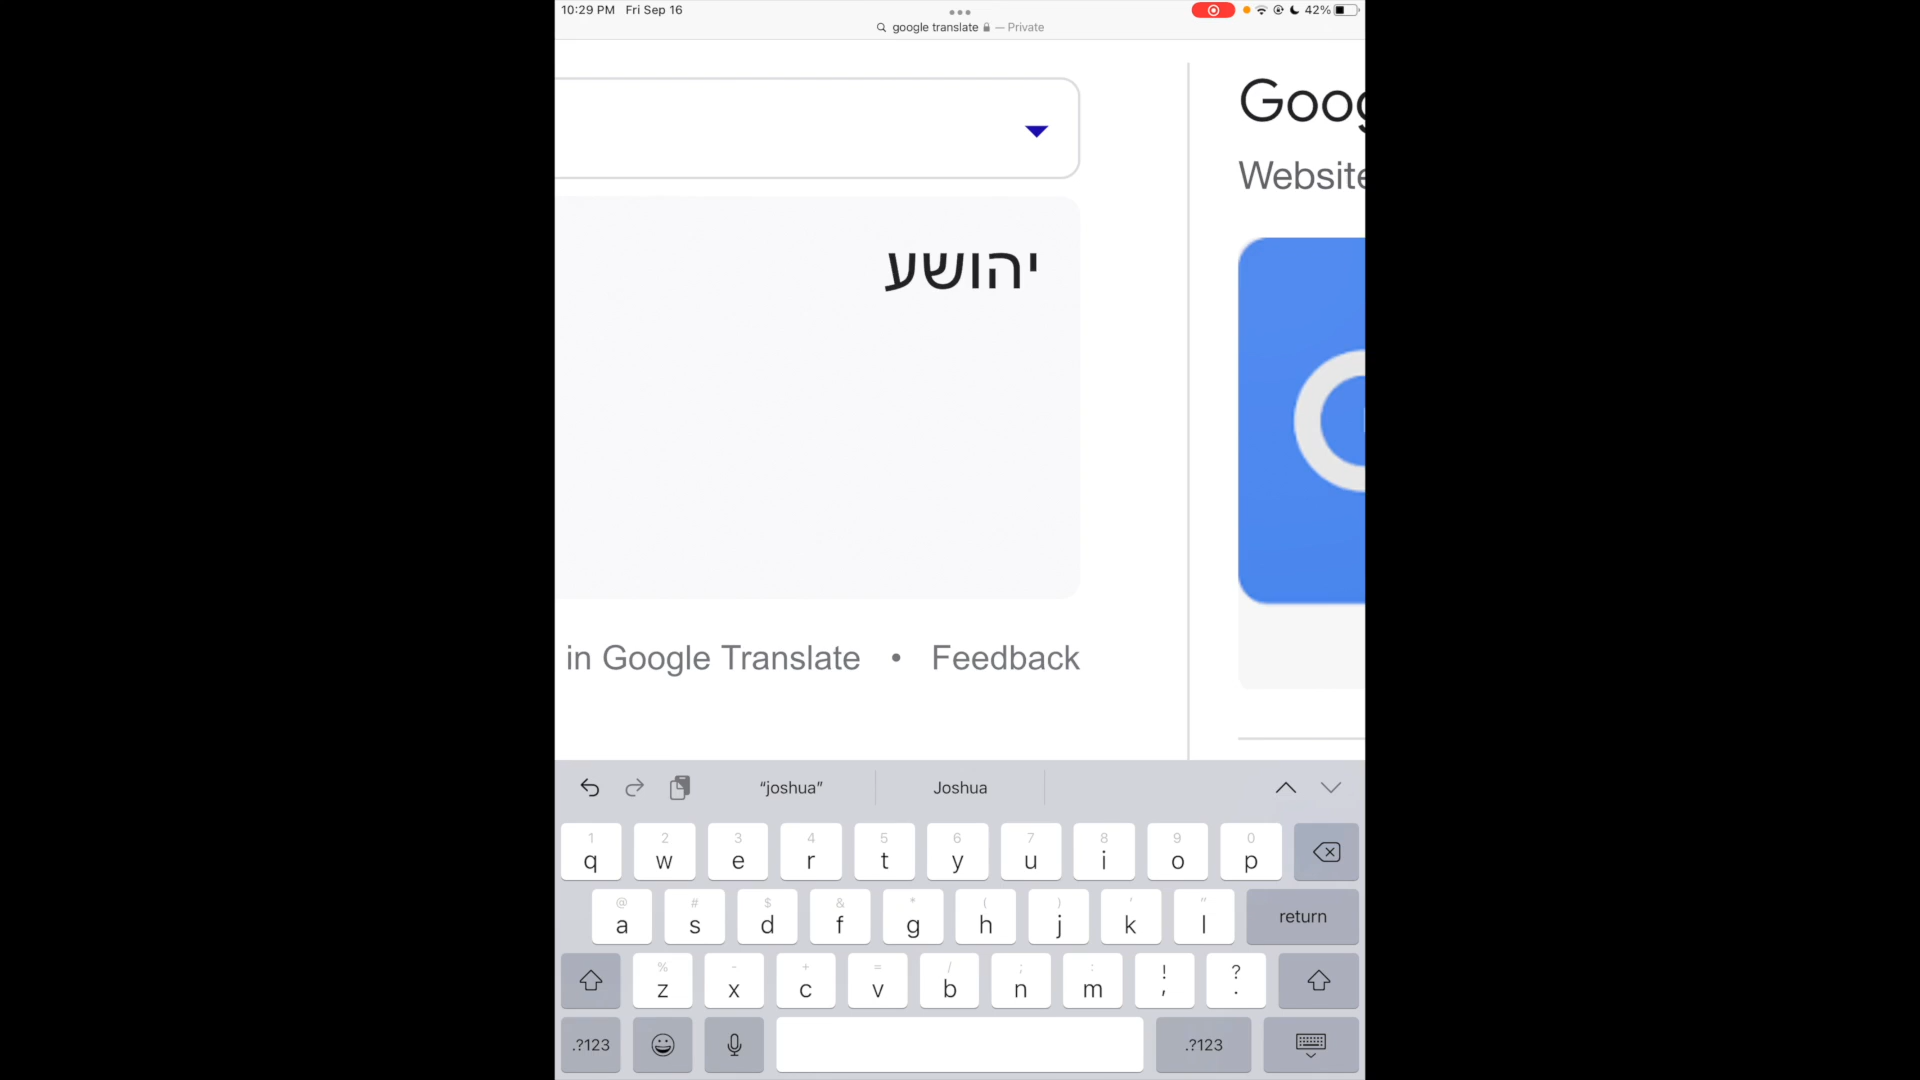 10:29 PM Fri Sep 16
42%
google translate — Private
Goog
Website
יהושע
in Google Translate • Feedback
“joshua” Joshua
1 2 3 4 5 6 7 8 9 0
q w e r t y u i o p
@ # $ & * ( ) ' "
a s d f g h j k l return
% - + = / ; : ! ?
z x c v b n m , .
.?123 .?123